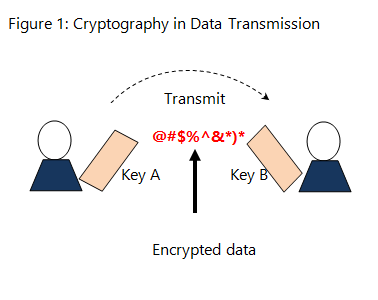 Figure 1: Cryptography in Data Transmission
Transmit
@#$%^&*)*
Key A
Key B
Encrypted data